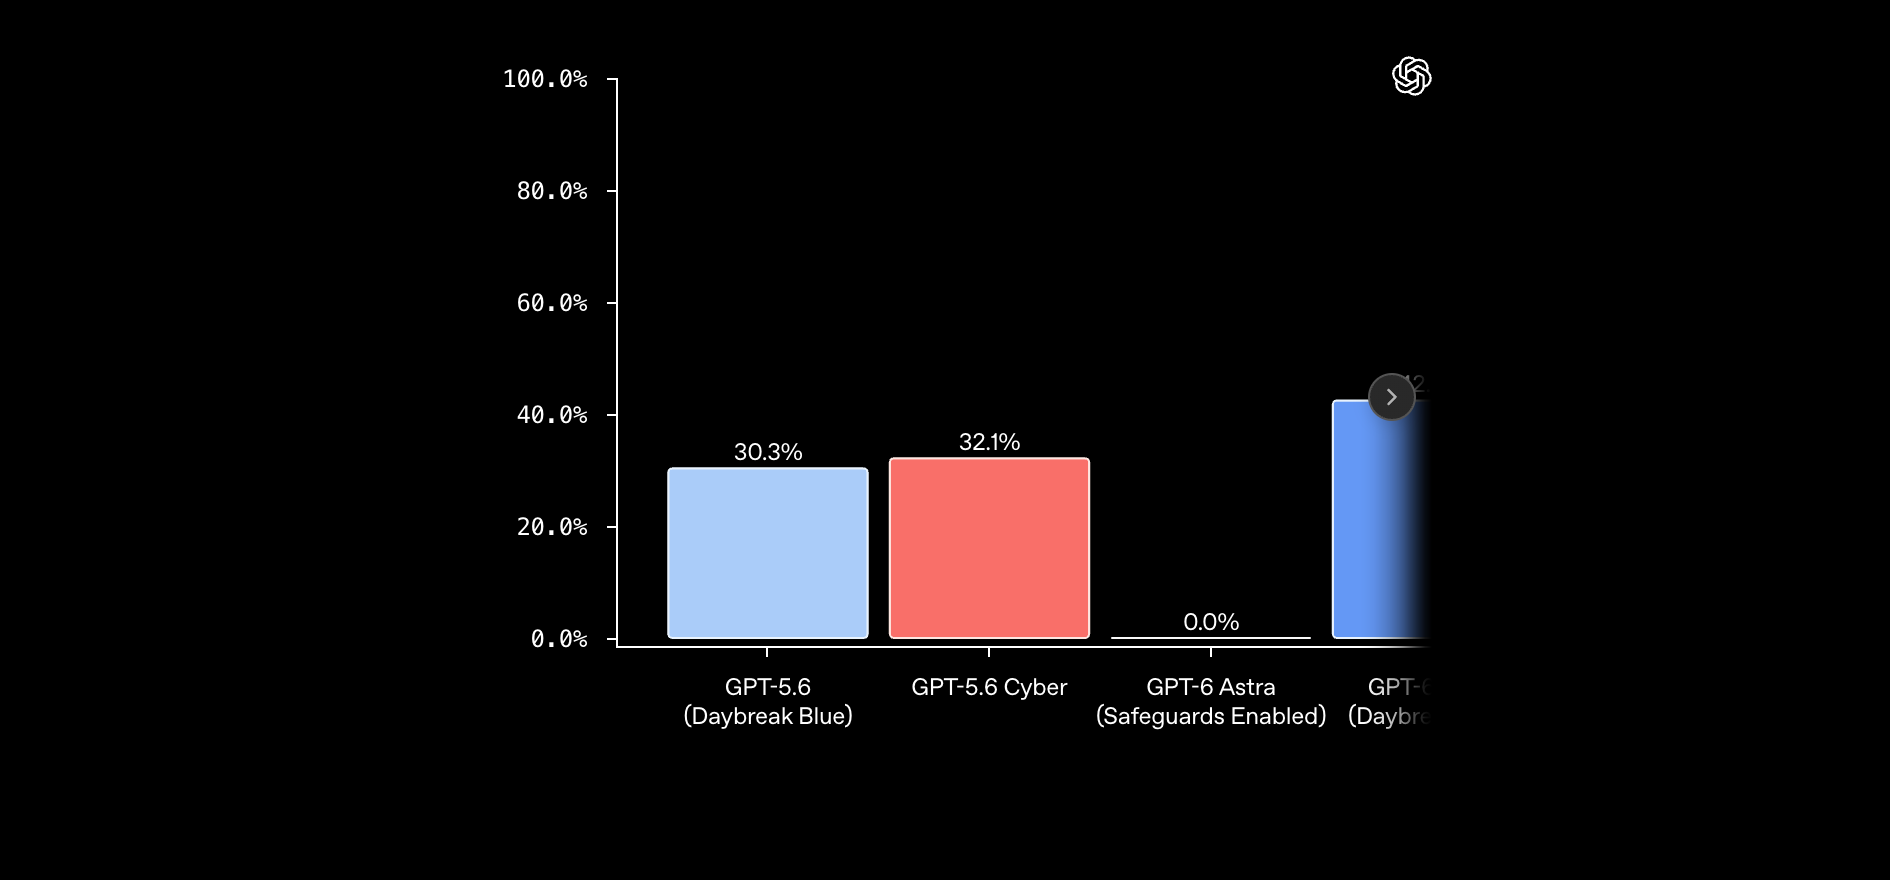 100.0%
80.0%
60.0%
40.0%
20.0%
0.0%
30.3%
32.1%
0.0%
GPT-5.6
(Daybreak Blue)
GPT-5.6 Cyber
GPT-6 Astra
(Safeguards Enabled)